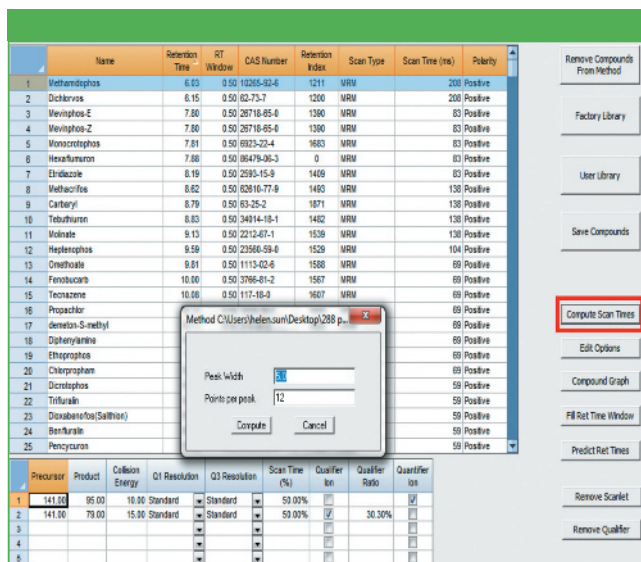 Name Retention Time RT Window CAS Number Retention Index Scan Type Scan Time (ms) Polarity
1 Methamidophos 6.03 0.50 10265-92-6 1211 MRM 208 Positive
2 Dichlorvos 6.15 0.50 62-73-7 1200 MRM 208 Positive
3 Mevinphos-E 7.80 0.50 26718-65-0 1390 MRM 83 Positive
4 Mevinphos-Z 7.80 0.50 26718-65-0 1390 MRM 83 Positive
5 Monocrotophos 7.81 0.50 6923-22-4 1683 MRM 83 Positive
6 Hexaflumuron 7.88 0.50 86479-06-3 0 MRM 83 Positive
7 Etridiazole 8.19 0.50 2593-15-9 1409 MRM 83 Positive
8 Methacrifos 8.62 0.50 62610-77-9 1493 MRM 138 Positive
9 Carbaryl 8.79 0.50 63-25-2 1871 MRM 138 Positive
10 Tebuthiuron 8.83 0.50 34014-18-1 1482 MRM 138 Positive
11 Molinate 9.13 0.50 2212-67-1 1539 MRM 138 Positive
12 Heptenophos 9.59 0.50 23560-59-0 1529 MRM 104 Positive
13 Omethoate 9.81 0.50 1113-02-6 1588 MRM 69 Positive
14 Fenobucarb 10.00 0.50 3766-81-2 1567 MRM 69 Positive
15 Tecnazene 10.08 0.50 117-18-0 1607 MRM 69 Positive
16 Propachlor 69 Positive
17 demeton-S-methyl 69 Positive
18 Diphenylamine 69 Positive
19 Ethoprophos 69 Positive
20 Chlorpropham 69 Positive
21 Dicrotophos 59 Positive
22 Trifluralin 59 Positive
23 Dioxabenofos(Salithion) 59 Positive
24 Benfluralin 59 Positive
25 Pencycuron 59 Positive
Method C:\Users\helen.sun\Desktop\288 p...
Peak Width 5.0
Points per peak 12
Compute Cancel
Remove Compounds
From Method
Factory Library
User Library
Save Compounds
Compute Scan Times
Edit Options
Compound Graph
Fill Ret Time Window
Predict Ret Times
Remove Scanlet
Remove Qualifier
Precursor Product Collision Energy Q1 Resolution Q3 Resolution Scan Time (%) Qualifier Ion Qualifier Ratio Quantifier Ion
1 141.00 95.00 10.00 Standard Standard 50.00%
2 141.00 79.00 15.00 Standard Standard 50.00% 30.30%
3
4
5